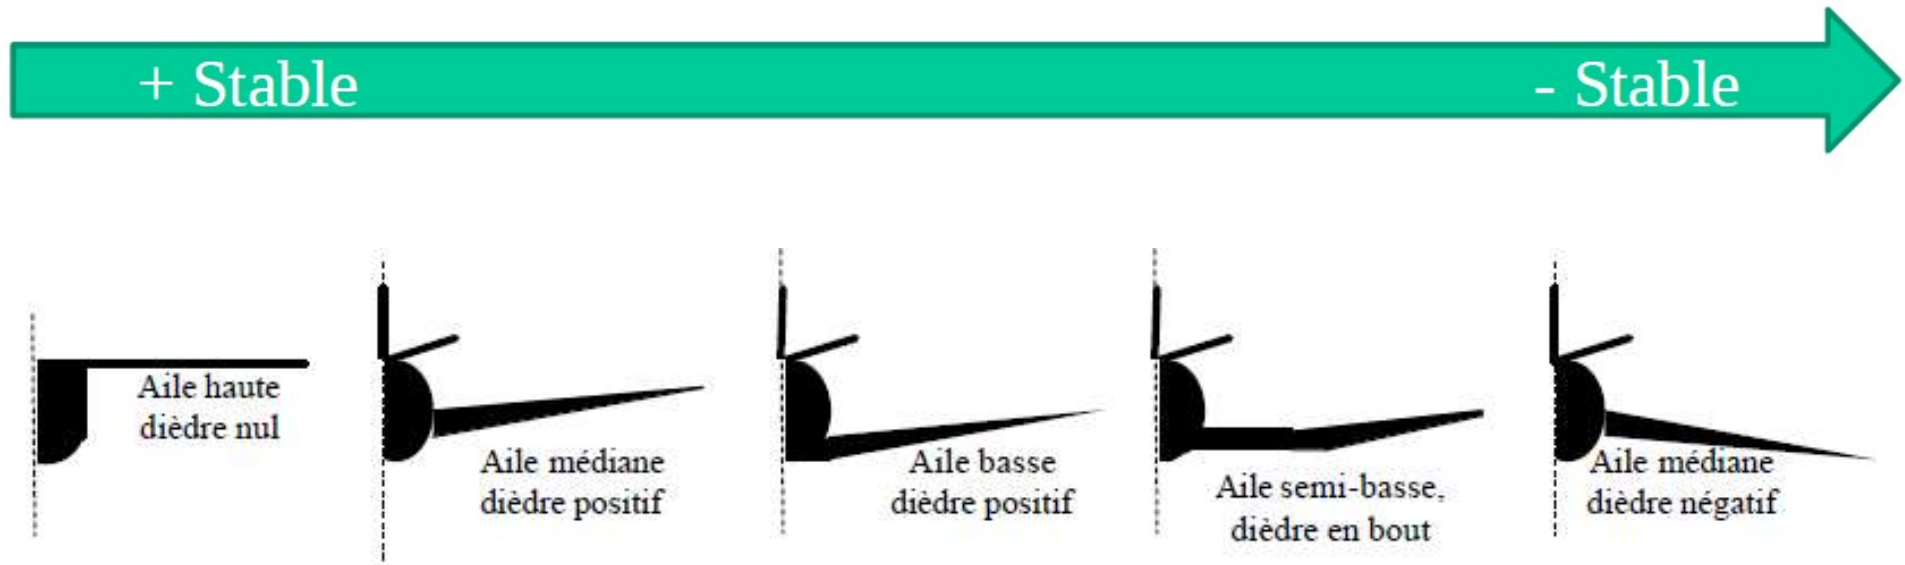 + Stable
- Stable
Aile haute
dièdre nul
Aile médiane
dièdre positif
Aile basse
dièdre positif
Aile semi-basse,
dièdre en bout
Aile médiane
dièdre négatif